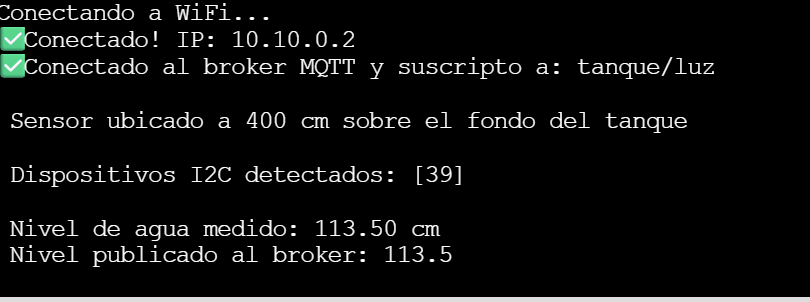 Conectando a WiFi...
✅Conectado! IP: 10.10.0.2
✅Conectado al broker MQTT y suscripto a: tanque/luz
Sensor ubicado a 400 cm sobre el fondo del tanque
Dispositivos I2C detectados: [39]
Nivel de agua medido: 113.50 cm
Nivel publicado al broker: 113.5